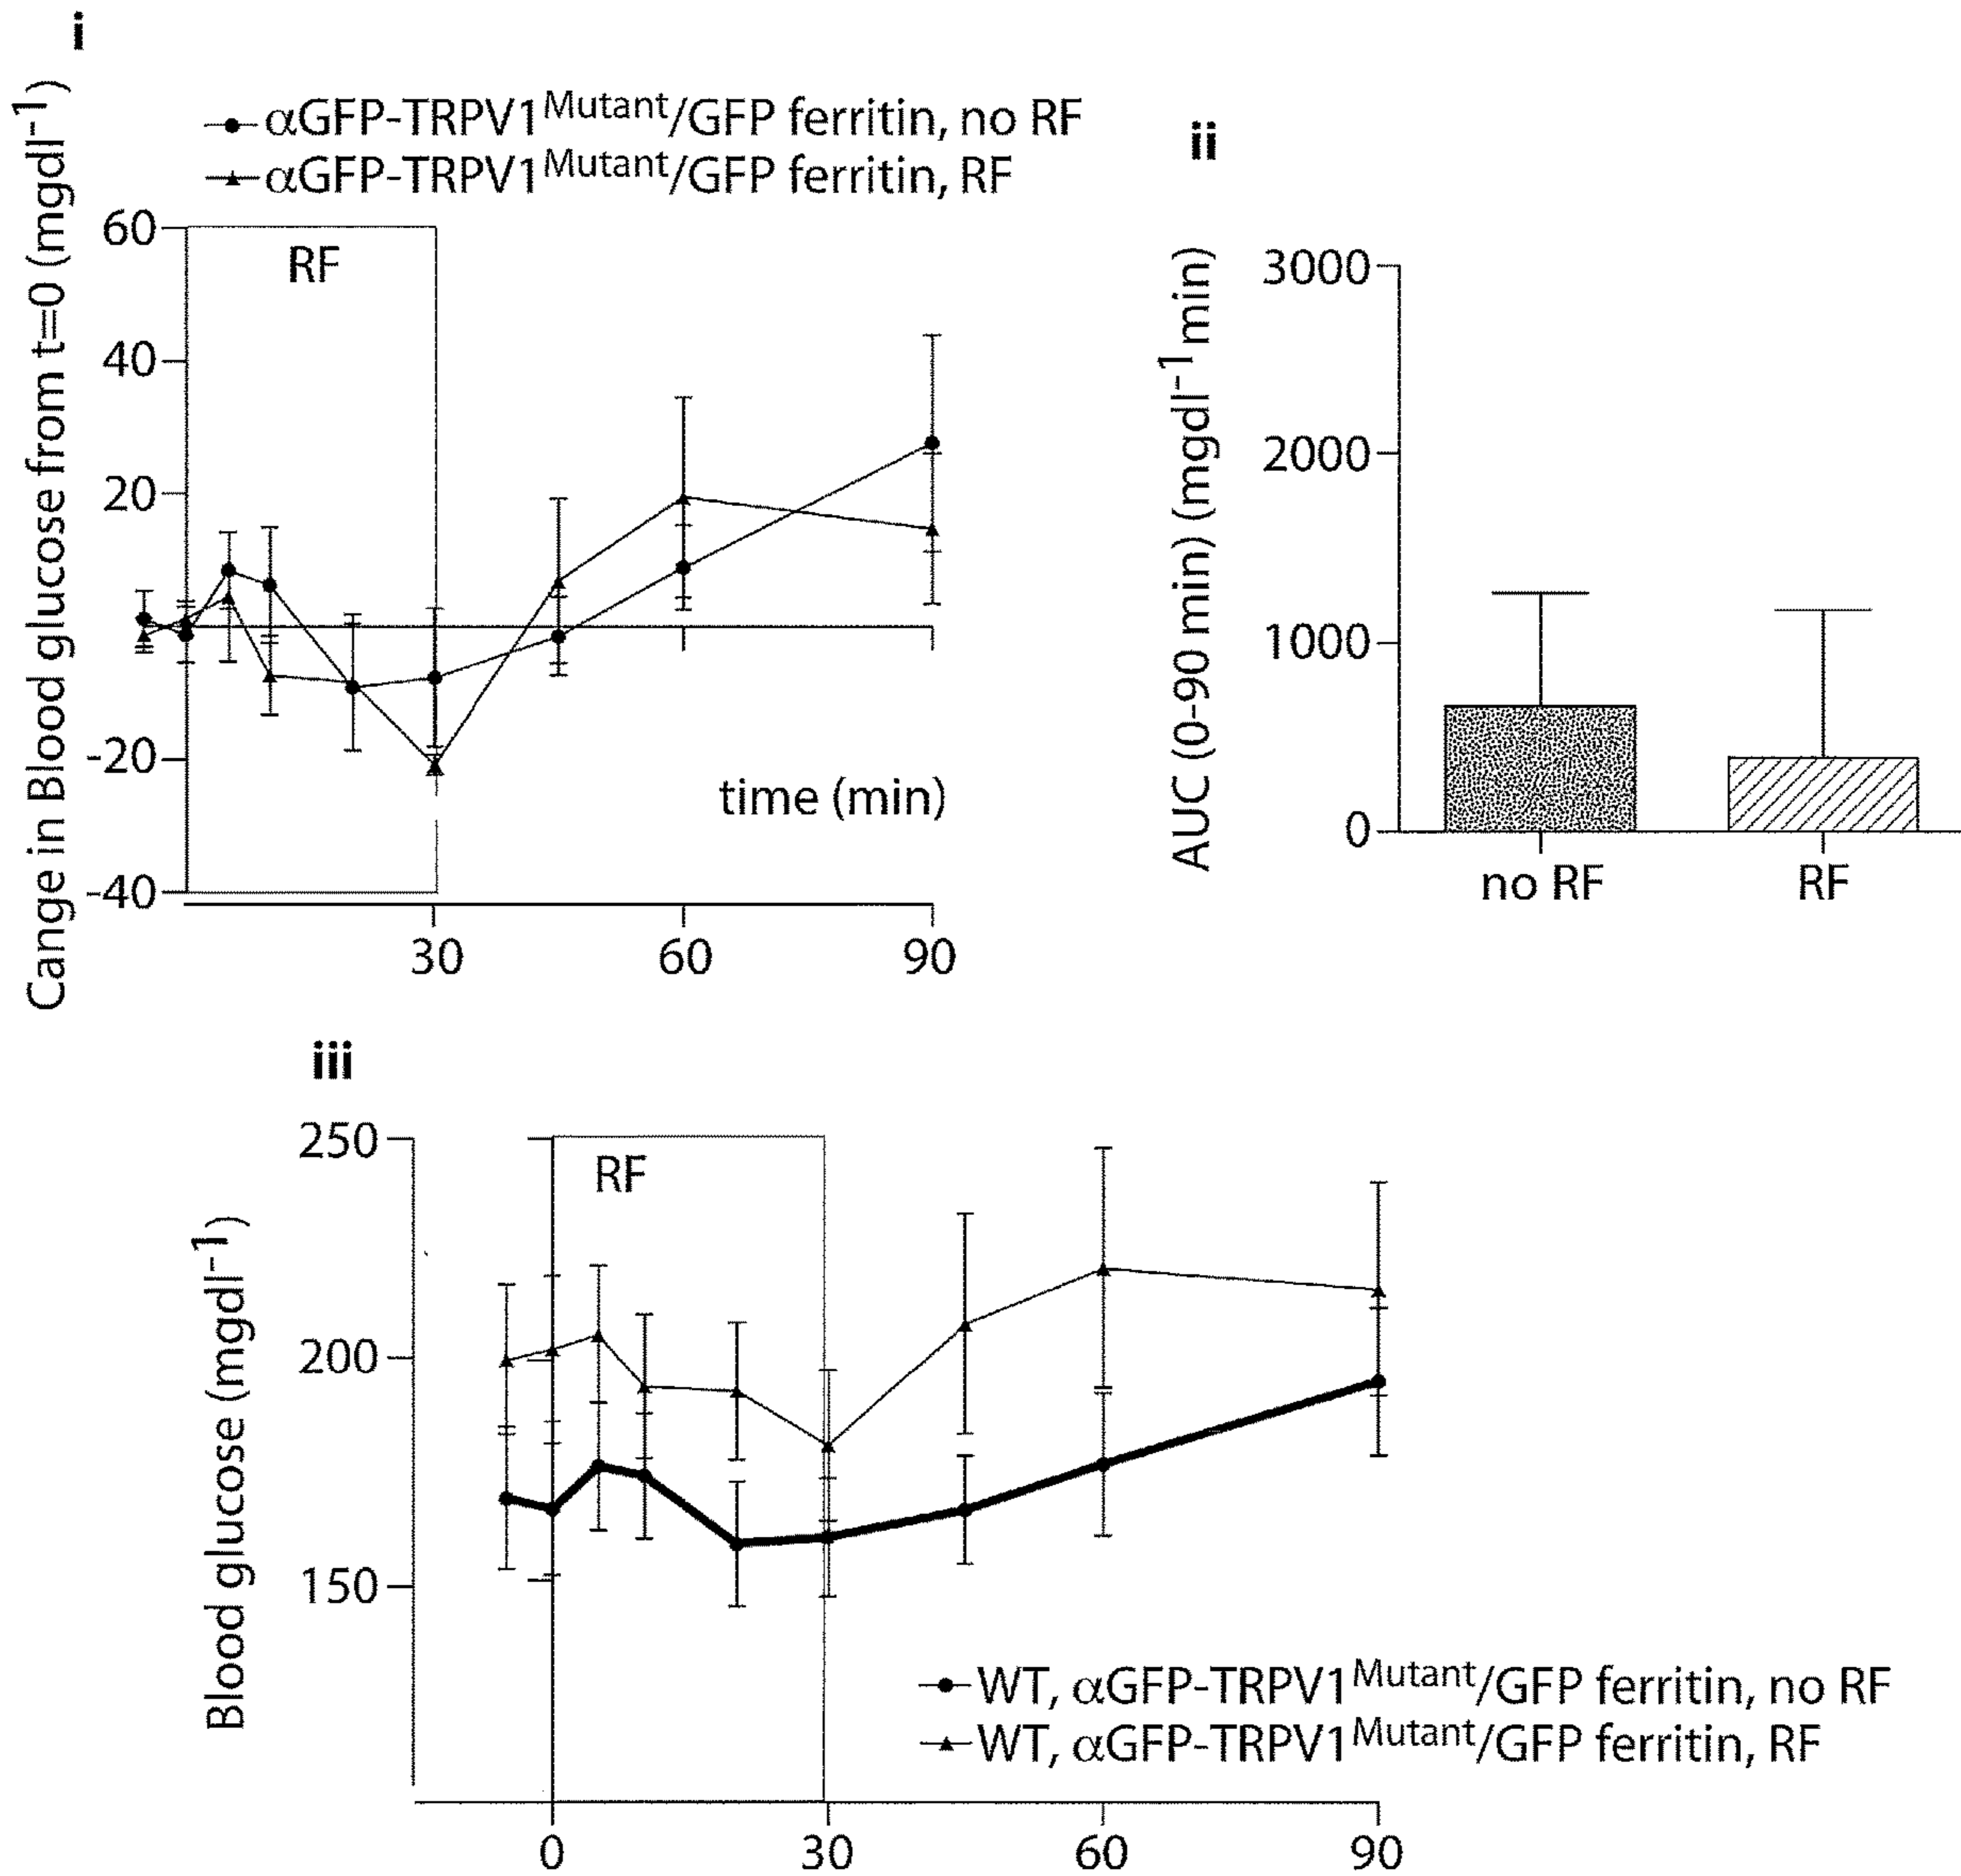 i
αGFP-TRPV1Mutant/GFP ferritin, no RF
αGFP-TRPV1Mutant/GFP ferritin, RF
Cange in Blood glucose from t=0 (mgdl-1)
60
40
20
-20
-40
RF
time (min)
30 60 90
ii
AUC (0-90 min) (mgdl-1min)
3000
2000
1000
0
no RF RF
iii
Blood glucose (mgdl-1)
250
200
150
RF
WT, αGFP-TRPV1Mutant/GFP ferritin, no RF
WT, αGFP-TRPV1Mutant/GFP ferritin, RF
0 30 60 90